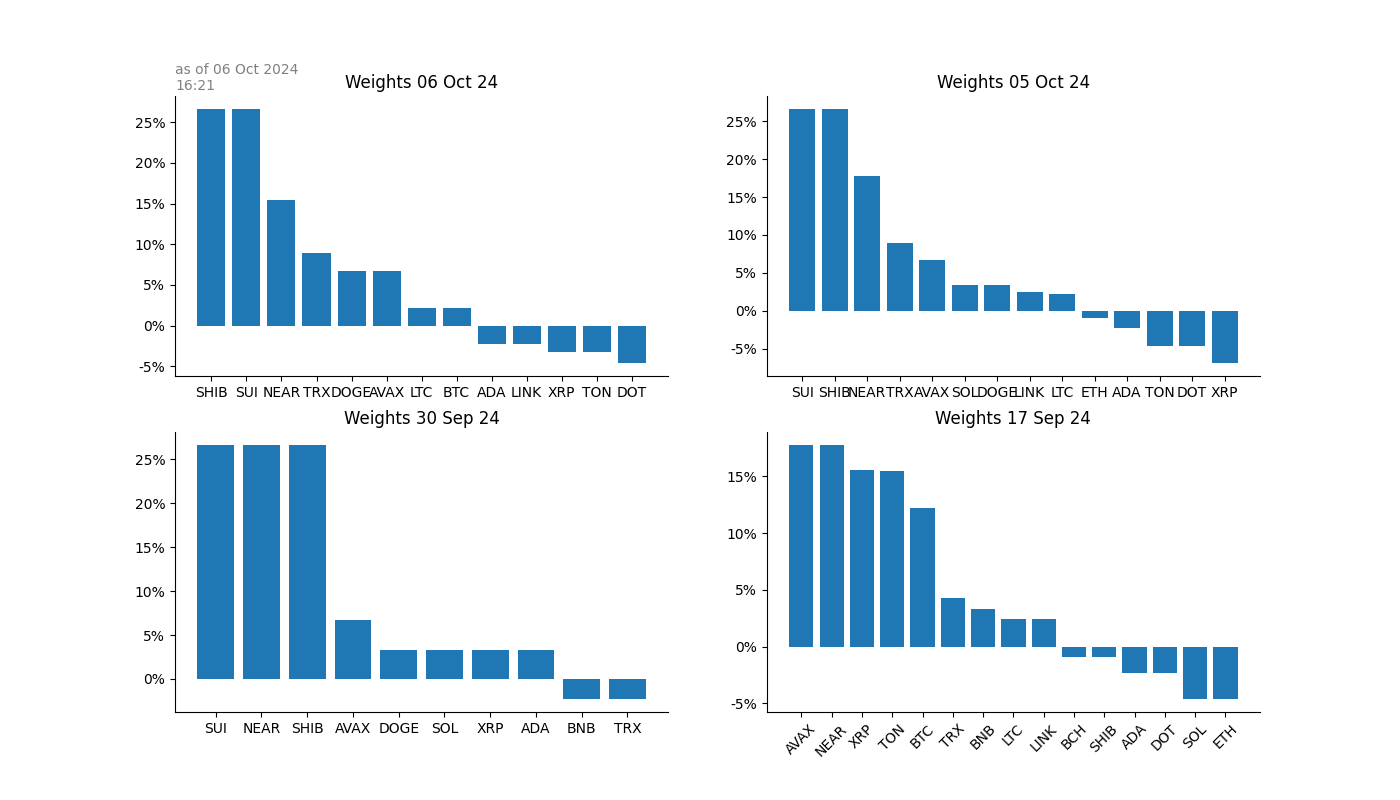 as of 06 Oct 2024
16:21
Weights 06 Oct 24
25%
20%
15%
10%
5%
0%
-5%
SHIB SUI NEAR TRX DOGE AVAX LTC BTC ADA LINK XRP TON DOT
Weights 05 Oct 24
25%
20%
15%
10%
5%
0%
-5%
SUI SHIB NEAR TRX AVAX SOL DOGE LINK LTC ETH ADA TON DOT XRP
Weights 30 Sep 24
25%
20%
15%
10%
5%
0%
SUI NEAR SHIB AVAX DOGE SOL XRP ADA BNB TRX
Weights 17 Sep 24
15%
10%
5%
0%
-5%
AVAX NEAR XRP TON BTC TRX BNB LTC LINK BCH SHIB ADA DOT SOL ETH